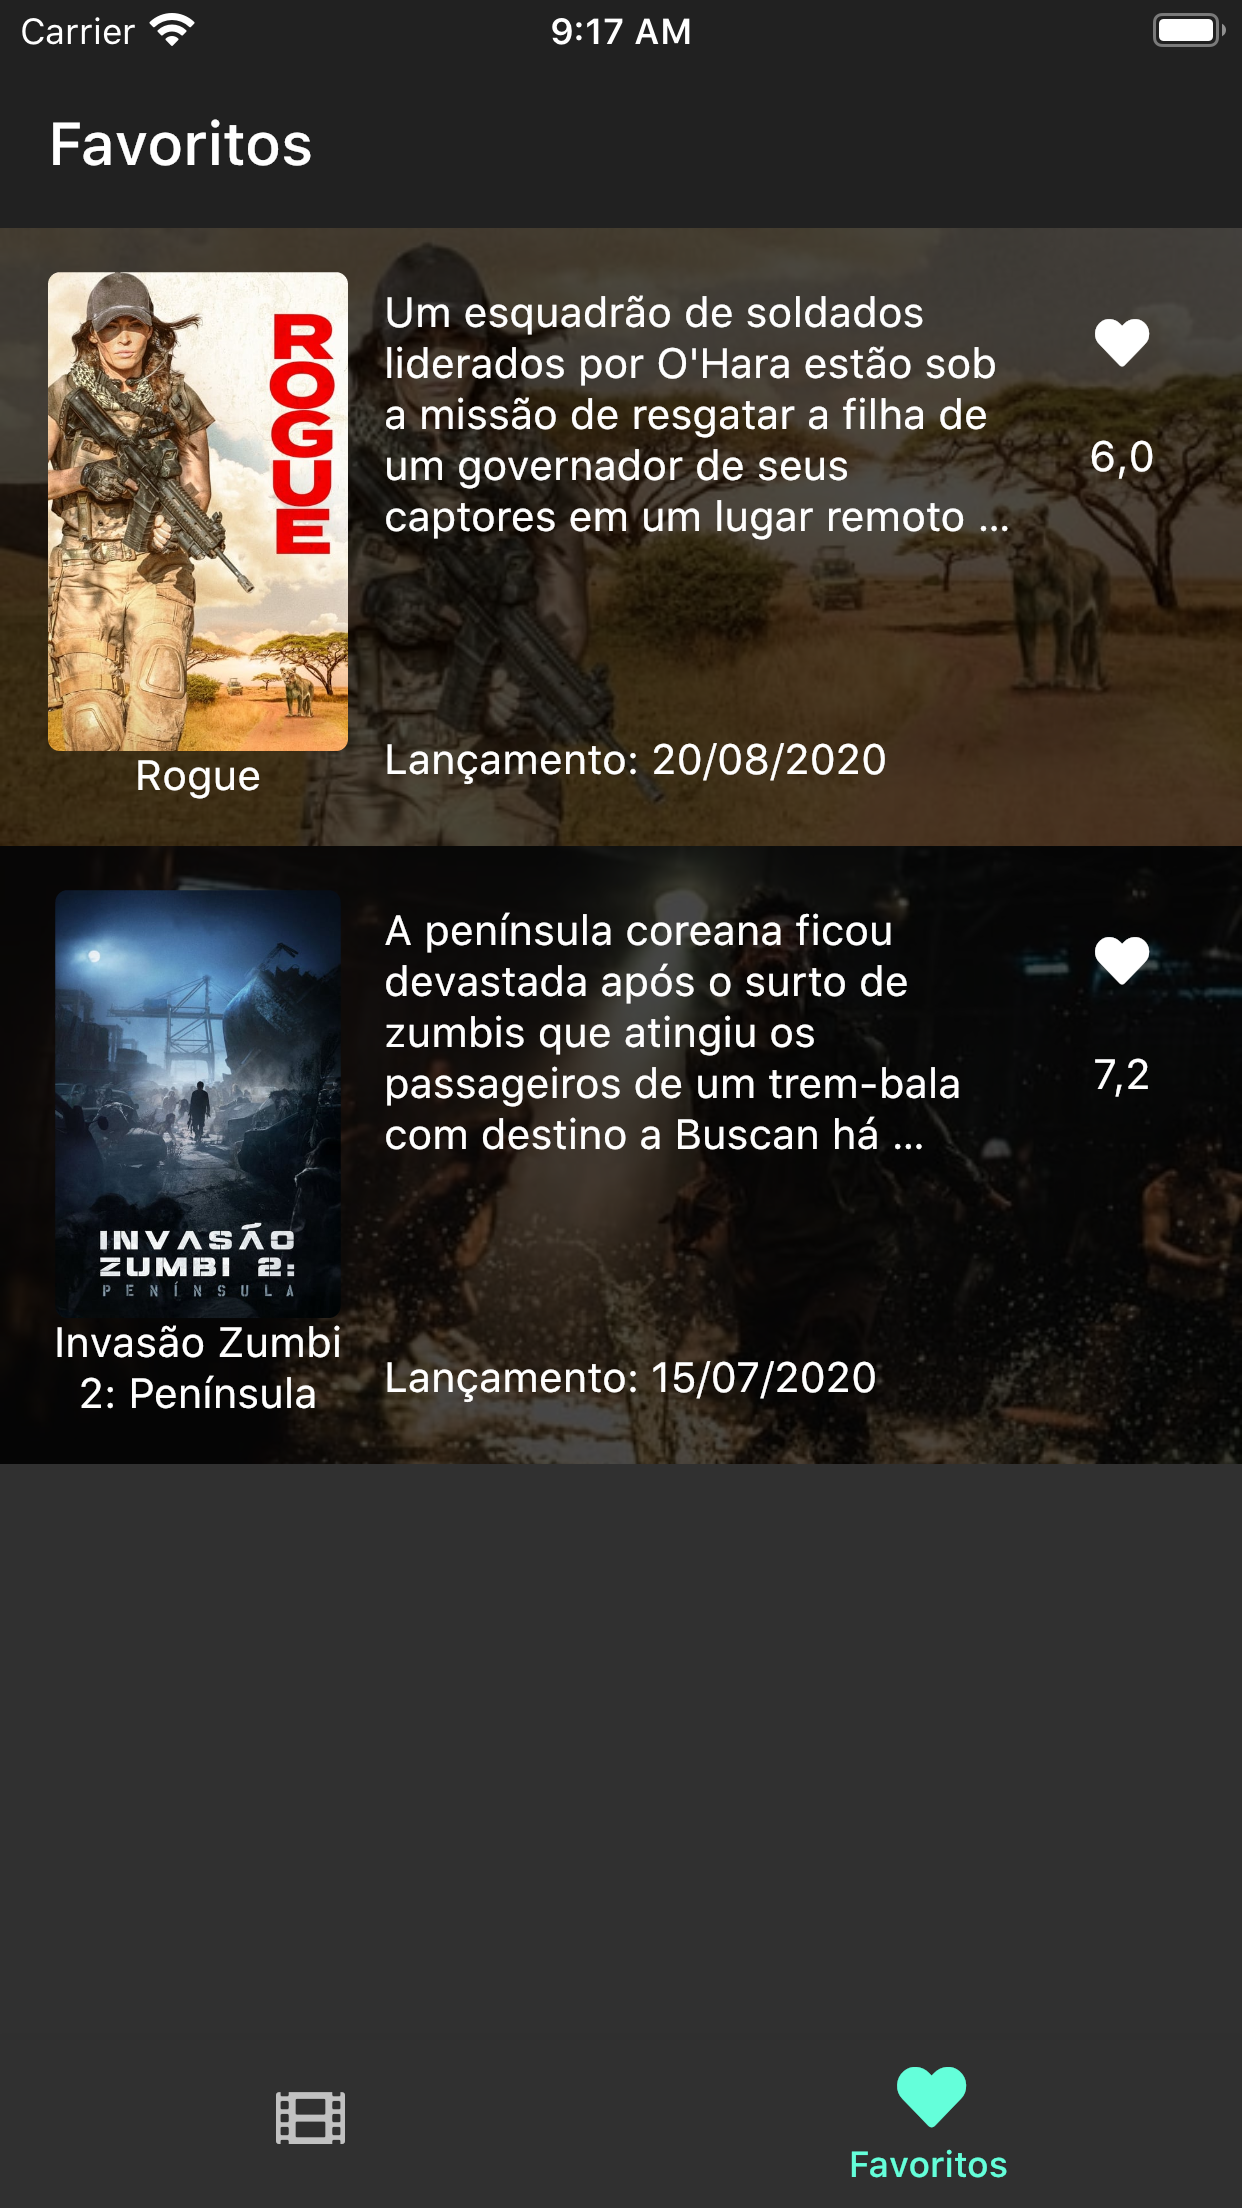 Carrier
9:17 AM
Favoritos
ROGUE
Um esquadrão de soldados
liderados por O'Hara estão sob
a missão de resgatar a filha de
um governador de seus
captores em um lugar remoto ...
6,0
Lançamento: 20/08/2020
Rogue
INVASÃO
ZUMBI 2:
PENÍNSULA
A península coreana ficou
devastada após o surto de
zumbis que atingiu os
passageiros de um trem-bala
com destino a Buscan há ...
7,2
Lançamento: 15/07/2020
Invasão Zumbi
2: Península
Favoritos